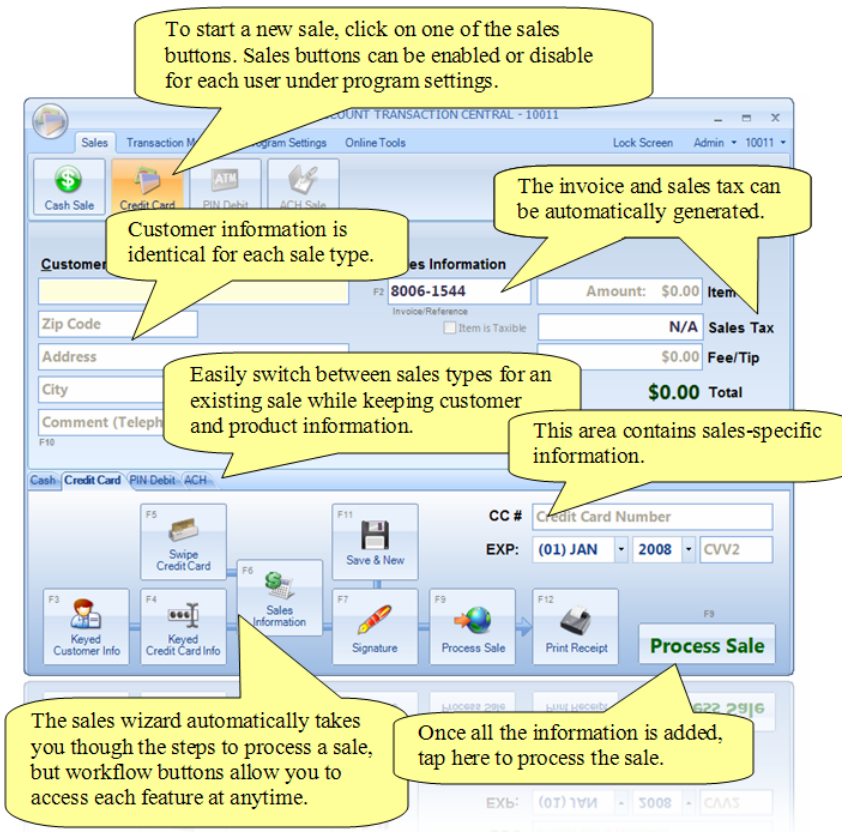 To start a new sale, click on one of the sales
buttons. Sales buttons can be enabled or disable
for each user under program settings.
OUNT TRANSACTION CENTRAL - 10011
Sales Transaction M gram Settings Online Tools Lock Screen Admin 10011
Cash Sale Credit Card PIN Debit ACH Sale
ATM
The invoice and sales tax can
be automatically generated.
Customer information is
identical for each sale type.
Customer es Information
F2 8006-1544 Amount: $0.00 Item
Invoice/Reference
Zip Code Item is Taxible N/A Sales Tax
Address $0.00 Fee/Tip
City $0.00 Total
Comment (Teleph
F10
Easily switch between sales types for an
existing sale while keeping customer
and product information.
This area contains sales-specific
information.
Cash Credit Card PIN Debit ACH
CC # Credit Card Number
EXP: (01) JAN 2008 CVV2
F5 Swipe
Credit Card
F11 Save & New
F6 Sales
Information
F3 Keyed
Customer Info
F4 Keyed
Credit Card Info
F7 Signature
F9 Process Sale
F12 Print Receipt
F9
Process Sale
The sales wizard automatically takes
you though the steps to process a sale,
but workflow buttons allow you to
access each feature at anytime.
Once all the information is added,
tap here to process the sale.